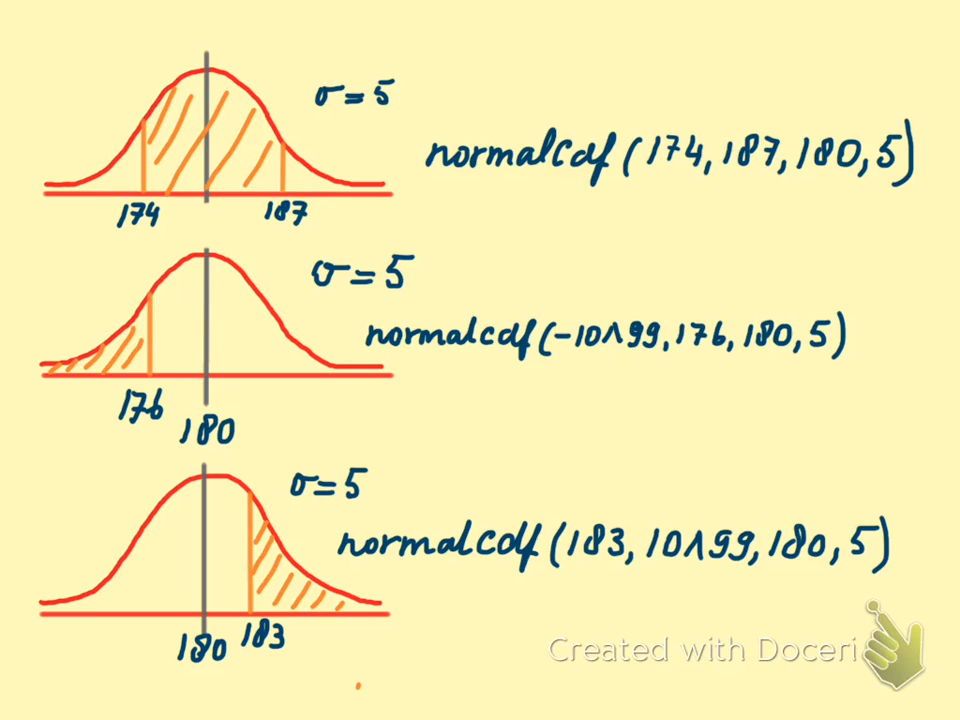 σ=5
normalcdf(174,187,180,5)
174 187
σ=5
normalcdf(-10^99,176,180,5)
176
180
σ=5
normalcdf(183,10^99,180,5)
180 183
Created with Doceri